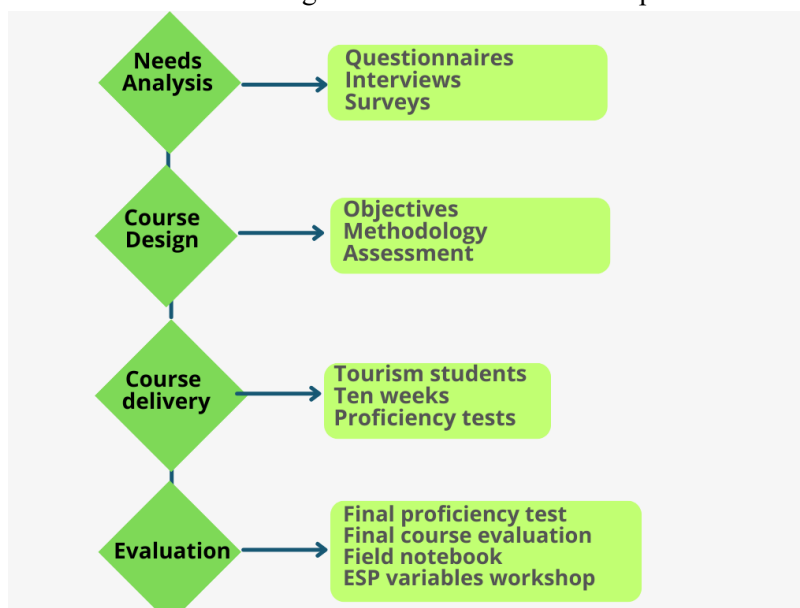 Needs
Analysis
Questionnaires
Interviews
Surveys
Course
Design
Objectives
Methodology
Assessment
Course
delivery
Tourism students
Ten weeks
Proficiency tests
Evaluation
Final proficiency test
Final course evaluation
Field notebook
ESP variables workshop